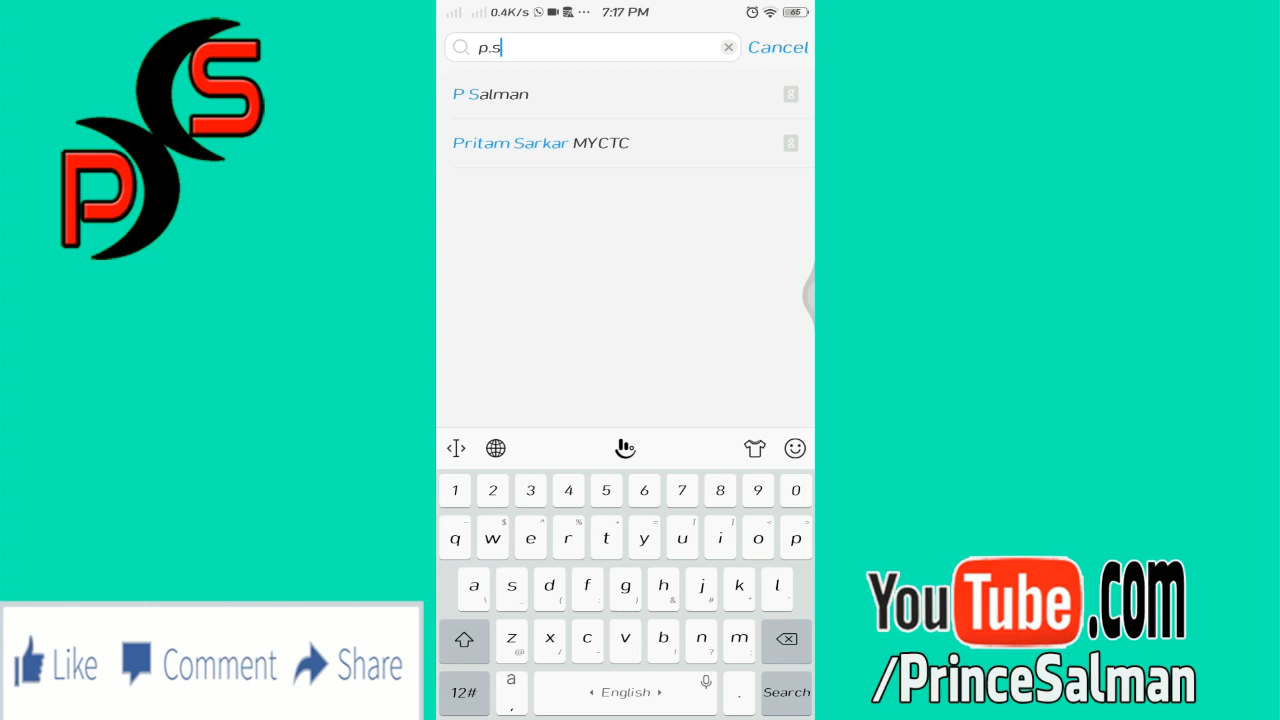 PS
0.4K/s ... 7:17 PM 65
p.s Cancel
P Salman
Pritam Sarkar MYCTC
1 2 3 4 5 6 7 8 9 0
q w e r t y u i o p
a s d f g h j k l
z x c v b n m
12# a , English . Search
Like Comment Share
YouTube.com
/PrinceSalman